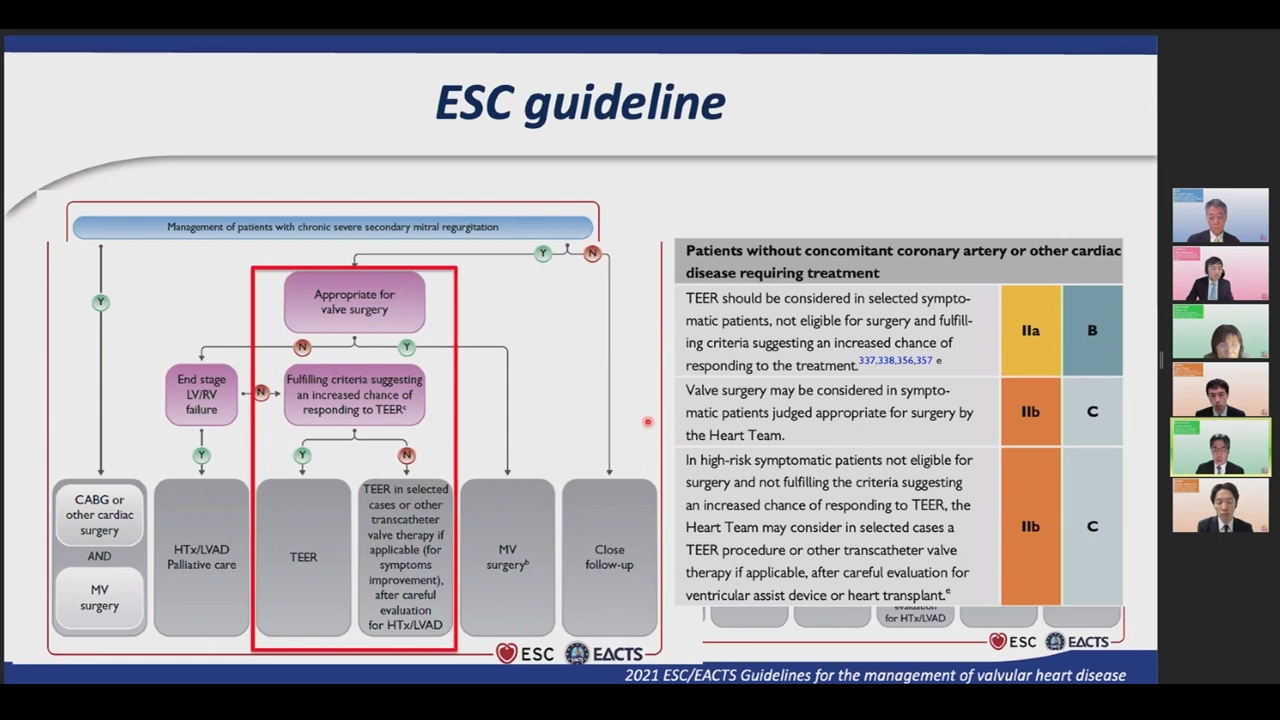 ESC guideline
Management of patients with chronic severe secondary mitral regurgitation
Y
N
Y
Appropriate for
valve surgery
N
Y
End stage
LV/RV
failure
N
Fulfilling criteria suggesting
an increased chance of
responding to TEERᶜ
Y
Y
N
CABG or
other cardiac
surgery
AND
MV
surgery
HTx/LVAD
Palliative care
TEER
TEER in selected
cases or other
transcatheter
valve therapy if
applicable (for
symptoms
improvement),
after careful
evaluation
for HTx/LVAD
MV
surgeryᵇ
Close
follow-up
ESC
EACTS
Patients without concomitant coronary artery or other cardiac
disease requiring treatment
TEER should be considered in selected sympto-
matic patients, not eligible for surgery and fulfill-
ing criteria suggesting an increased chance of
responding to the treatment.³³⁷,³³⁸,³⁵⁶,³⁵⁷ ᵉ
IIa
B
Valve surgery may be considered in sympto-
matic patients judged appropriate for surgery by
the Heart Team.
IIb
C
In high-risk symptomatic patients not eligible for
surgery and not fulfilling the criteria suggesting
an increased chance of responding to TEER, the
Heart Team may consider in selected cases a
TEER procedure or other transcatheter valve
therapy if applicable, after careful evaluation for
ventricular assist device or heart transplant.ᵉ
IIb
C
evaluation
for HTx/LVAD
ESC
EACTS
2021 ESC/EACTS Guidelines for the management of valvular heart disease